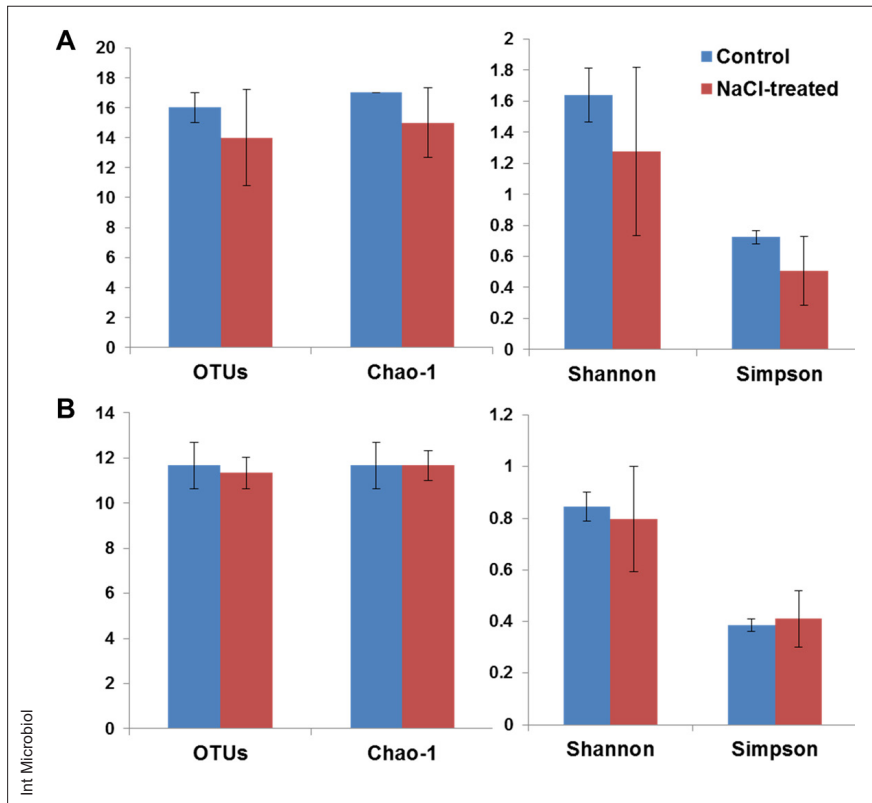 A
20
18
16
14
12
10
8
6
4
2
0
OTUs
Chao-1
2
1.8
1.6
1.4
1.2
1
0.8
0.6
0.4
0.2
0
Shannon
Simpson
Control
NaCl-treated
B
14
12
10
8
6
4
2
0
OTUs
Chao-1
1.2
1
0.8
0.6
0.4
0.2
0
Shannon
Simpson
Int Microbiol